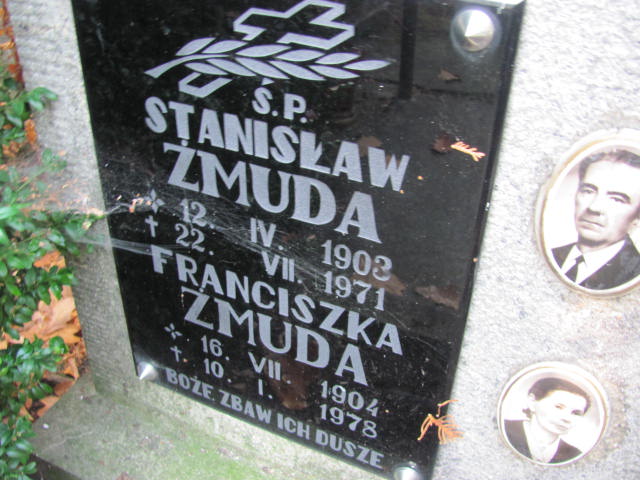 Ś.P.
STANISŁAW
ŻMUDA
12. IV. 1903
† 22. VII. 1971
FRANCISZKA
ŻMUDA
16. VII. 1904
† 10. I. 1978
BOŻE, ZBAW ICH DUSZE